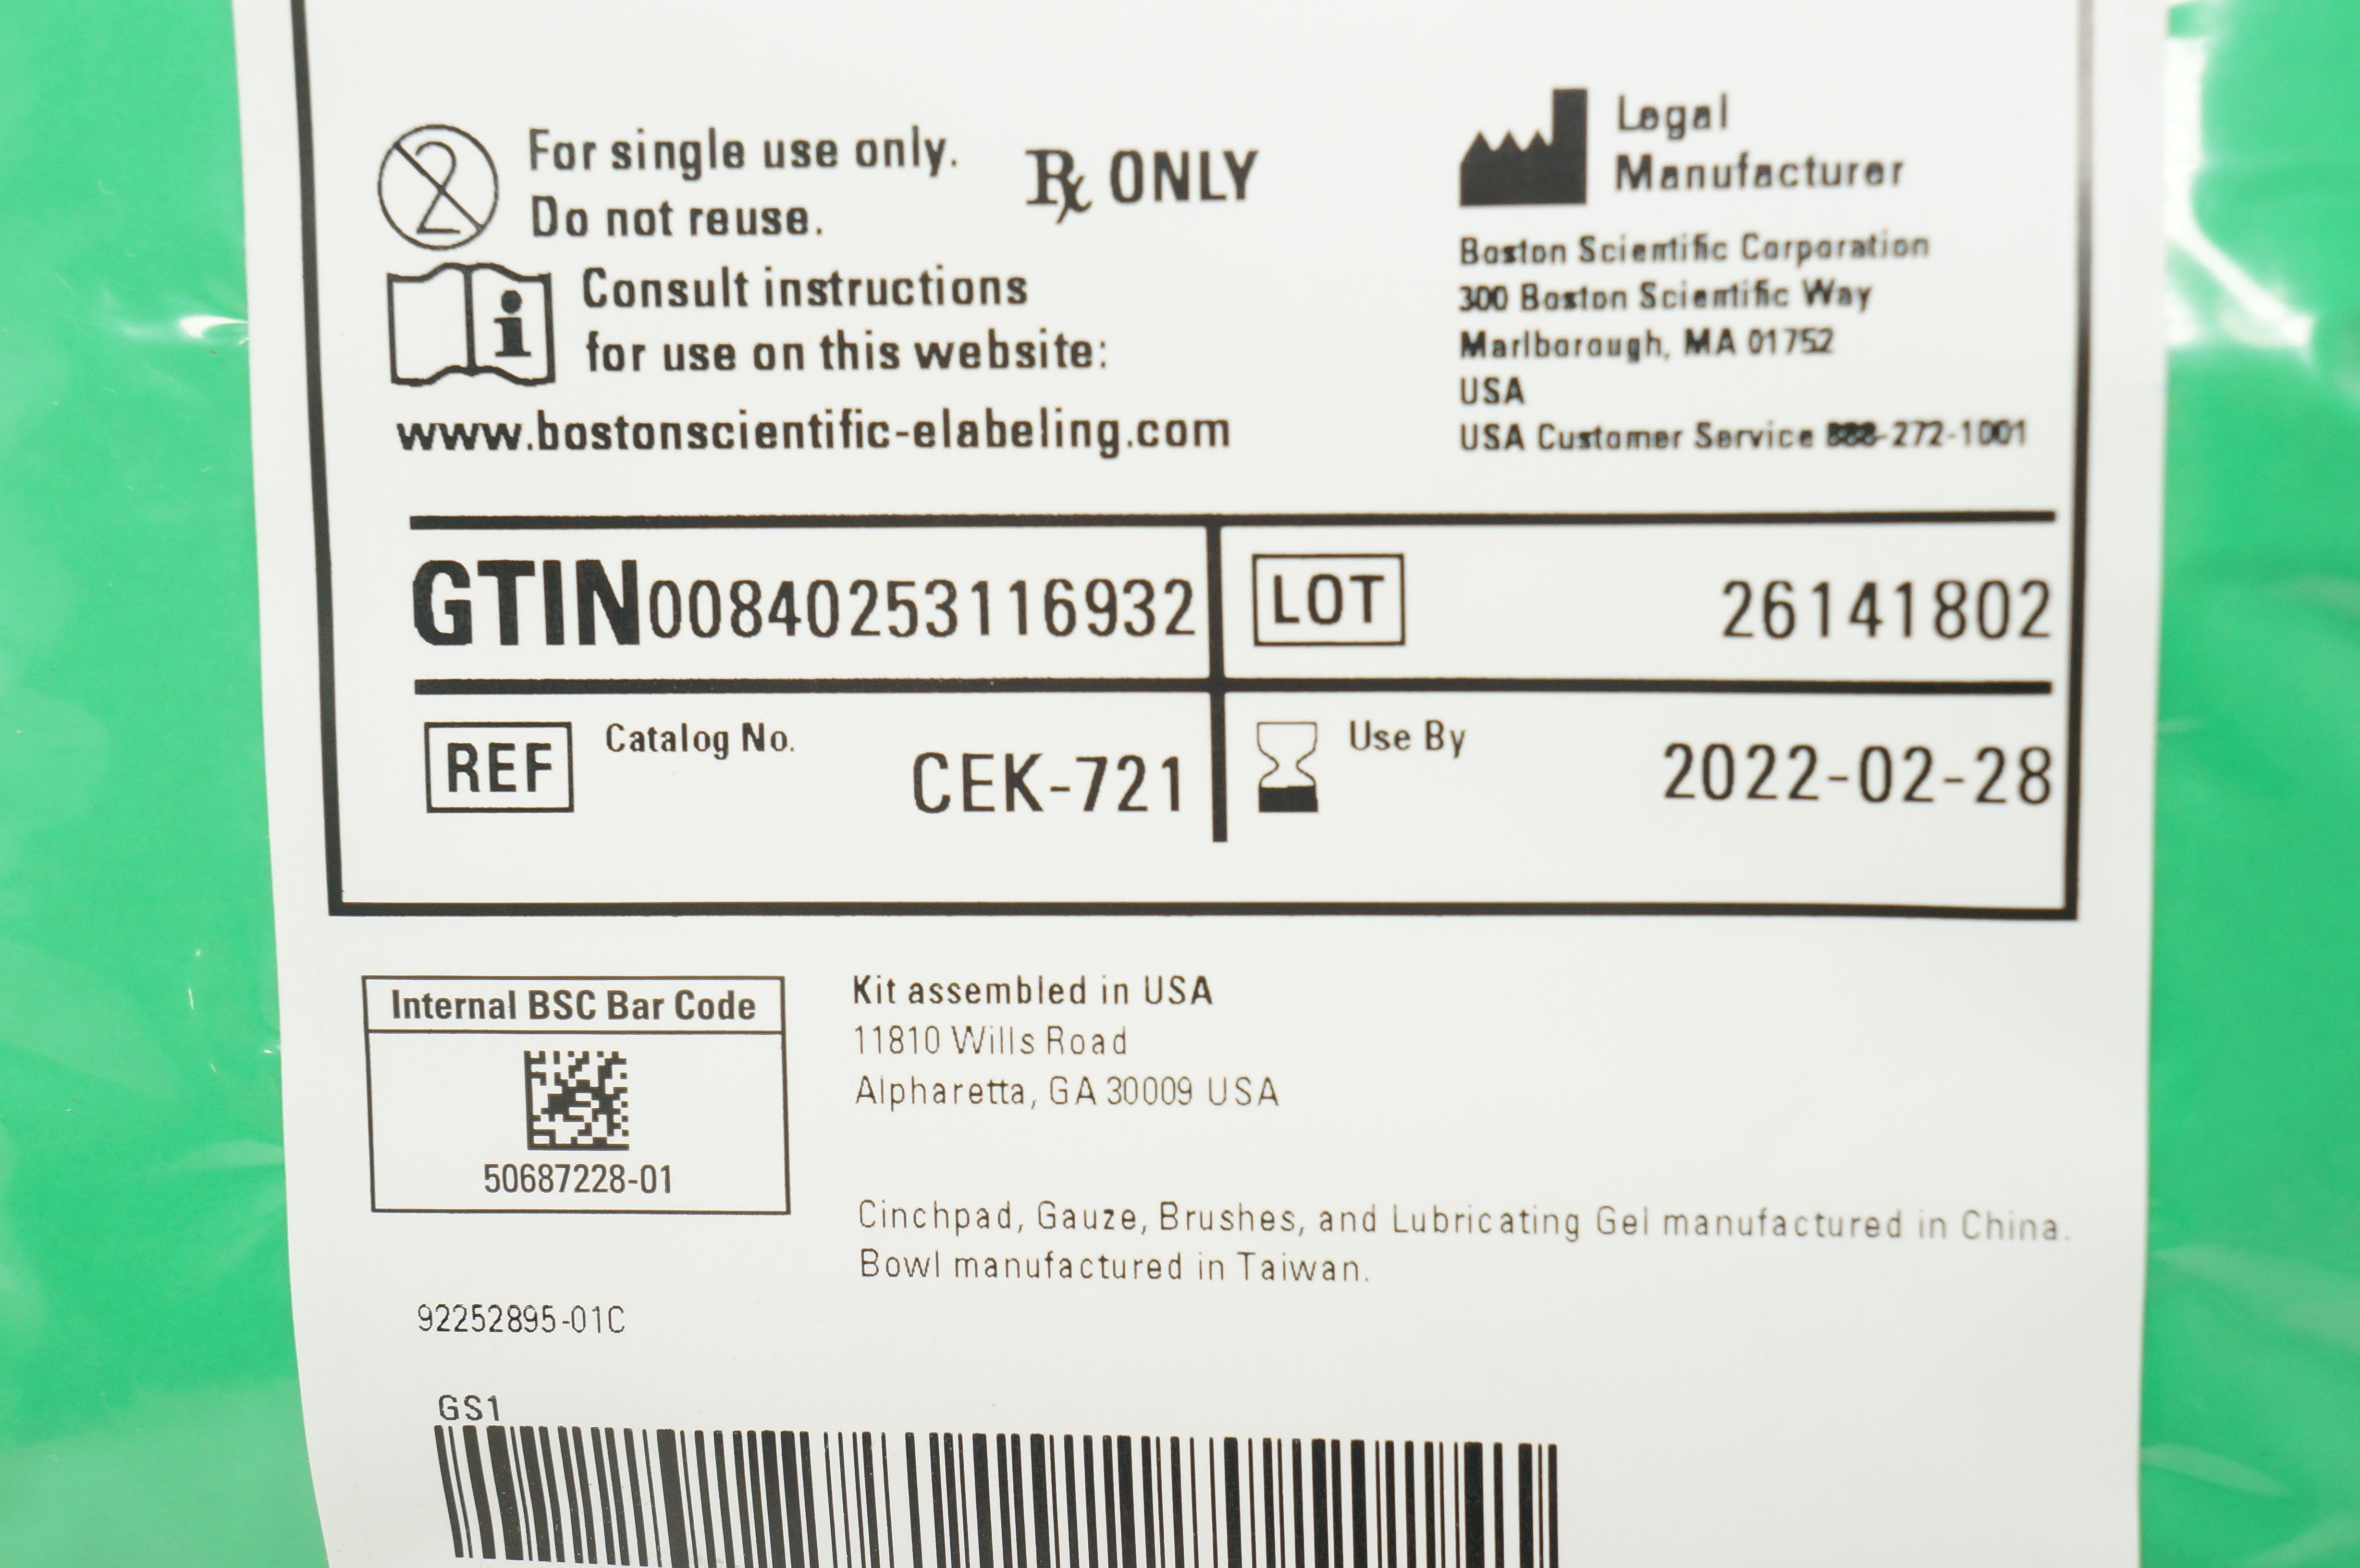 2
For single use only.
Do not reuse.
Rx ONLY
i
Consult instructions
for use on this website:
www.bostonscientific-elabeling.com
Legal
Manufacturer
Boston Scientific Corporation
300 Boston Scientific Way
Marlborough, MA 01752
USA
USA Customer Service 888-272-1001
GTIN00840253116932
LOT 26141802
REF Catalog No. CEK-721
Use By 2022-02-28
Internal BSC Bar Code
50687228-01
Kit assembled in USA
11810 Wills Road
Alpharetta, GA 30009 USA
Cinchpad, Gauze, Brushes, and Lubricating Gel manufactured in China.
Bowl manufactured in Taiwan.
92252895-01C
GS1